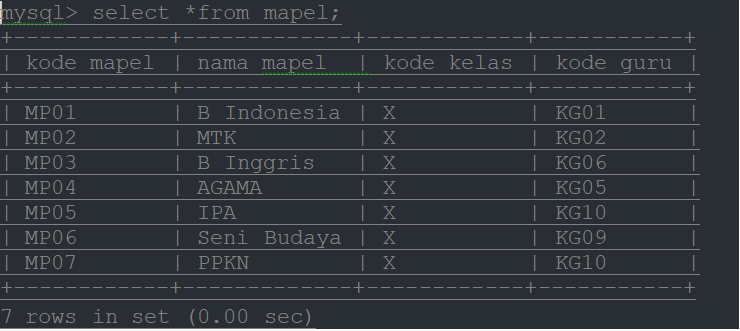 mysql> select *from mapel;
+------------+-------------+------------+-----------+
| kode mapel | nama mapel  | kode kelas | kode guru |
+------------+-------------+------------+-----------+
| MP01       | B Indonesia | X          | KG01      |
| MP02       | MTK         | X          | KG02      |
| MP03       | B Inggris   | X          | KG06      |
| MP04       | AGAMA       | X          | KG05      |
| MP05       | IPA         | X          | KG10      |
| MP06       | Seni Budaya | X          | KG09      |
| MP07       | PPKN        | X          | KG10      |
+------------+-------------+------------+-----------+
7 rows in set (0.00 sec)